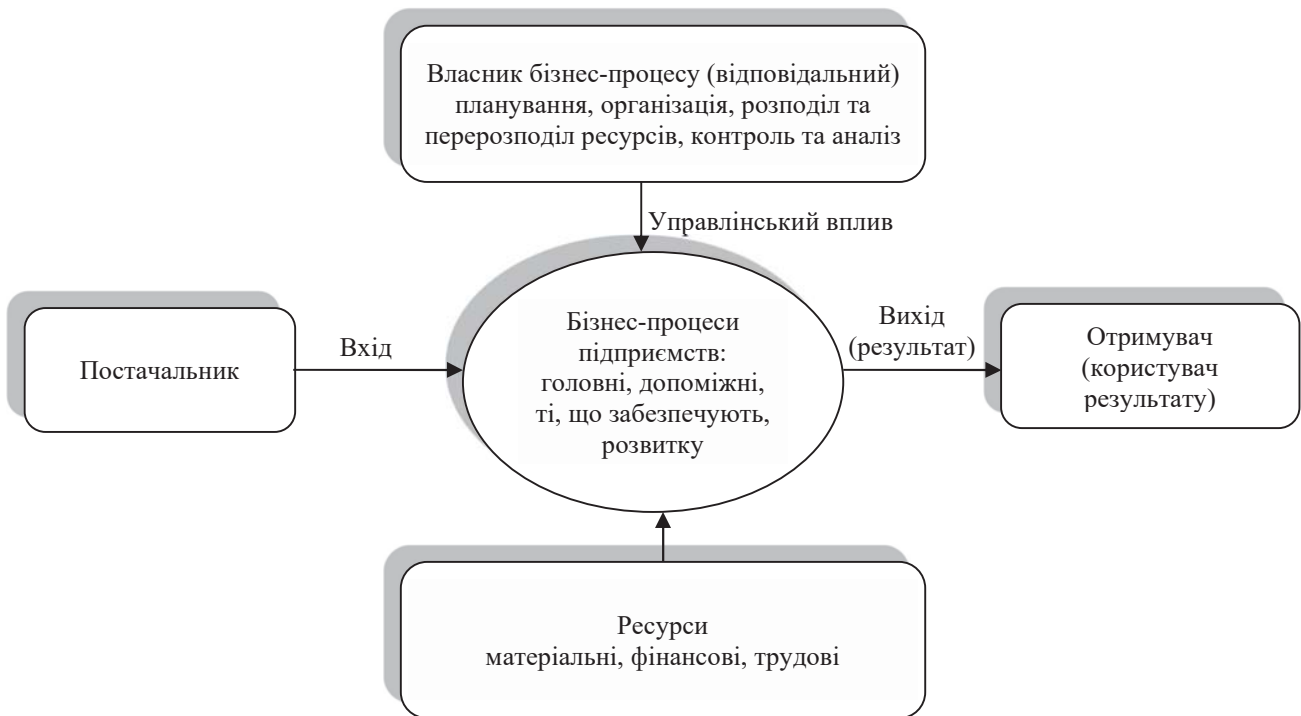 Власник бізнес-процесу (відповідальний)
планування, організація, розподіл та
перерозподіл ресурсів, контроль та аналіз
Управлінський вплив
Постачальник
Вхід
Бізнес-процеси
підприємств:
головні, допоміжні,
ті, що забезпечують,
розвитку
Вихід
(результат)
Отримувач
(користувач
результату)
Ресурси
матеріальні, фінансові, трудові